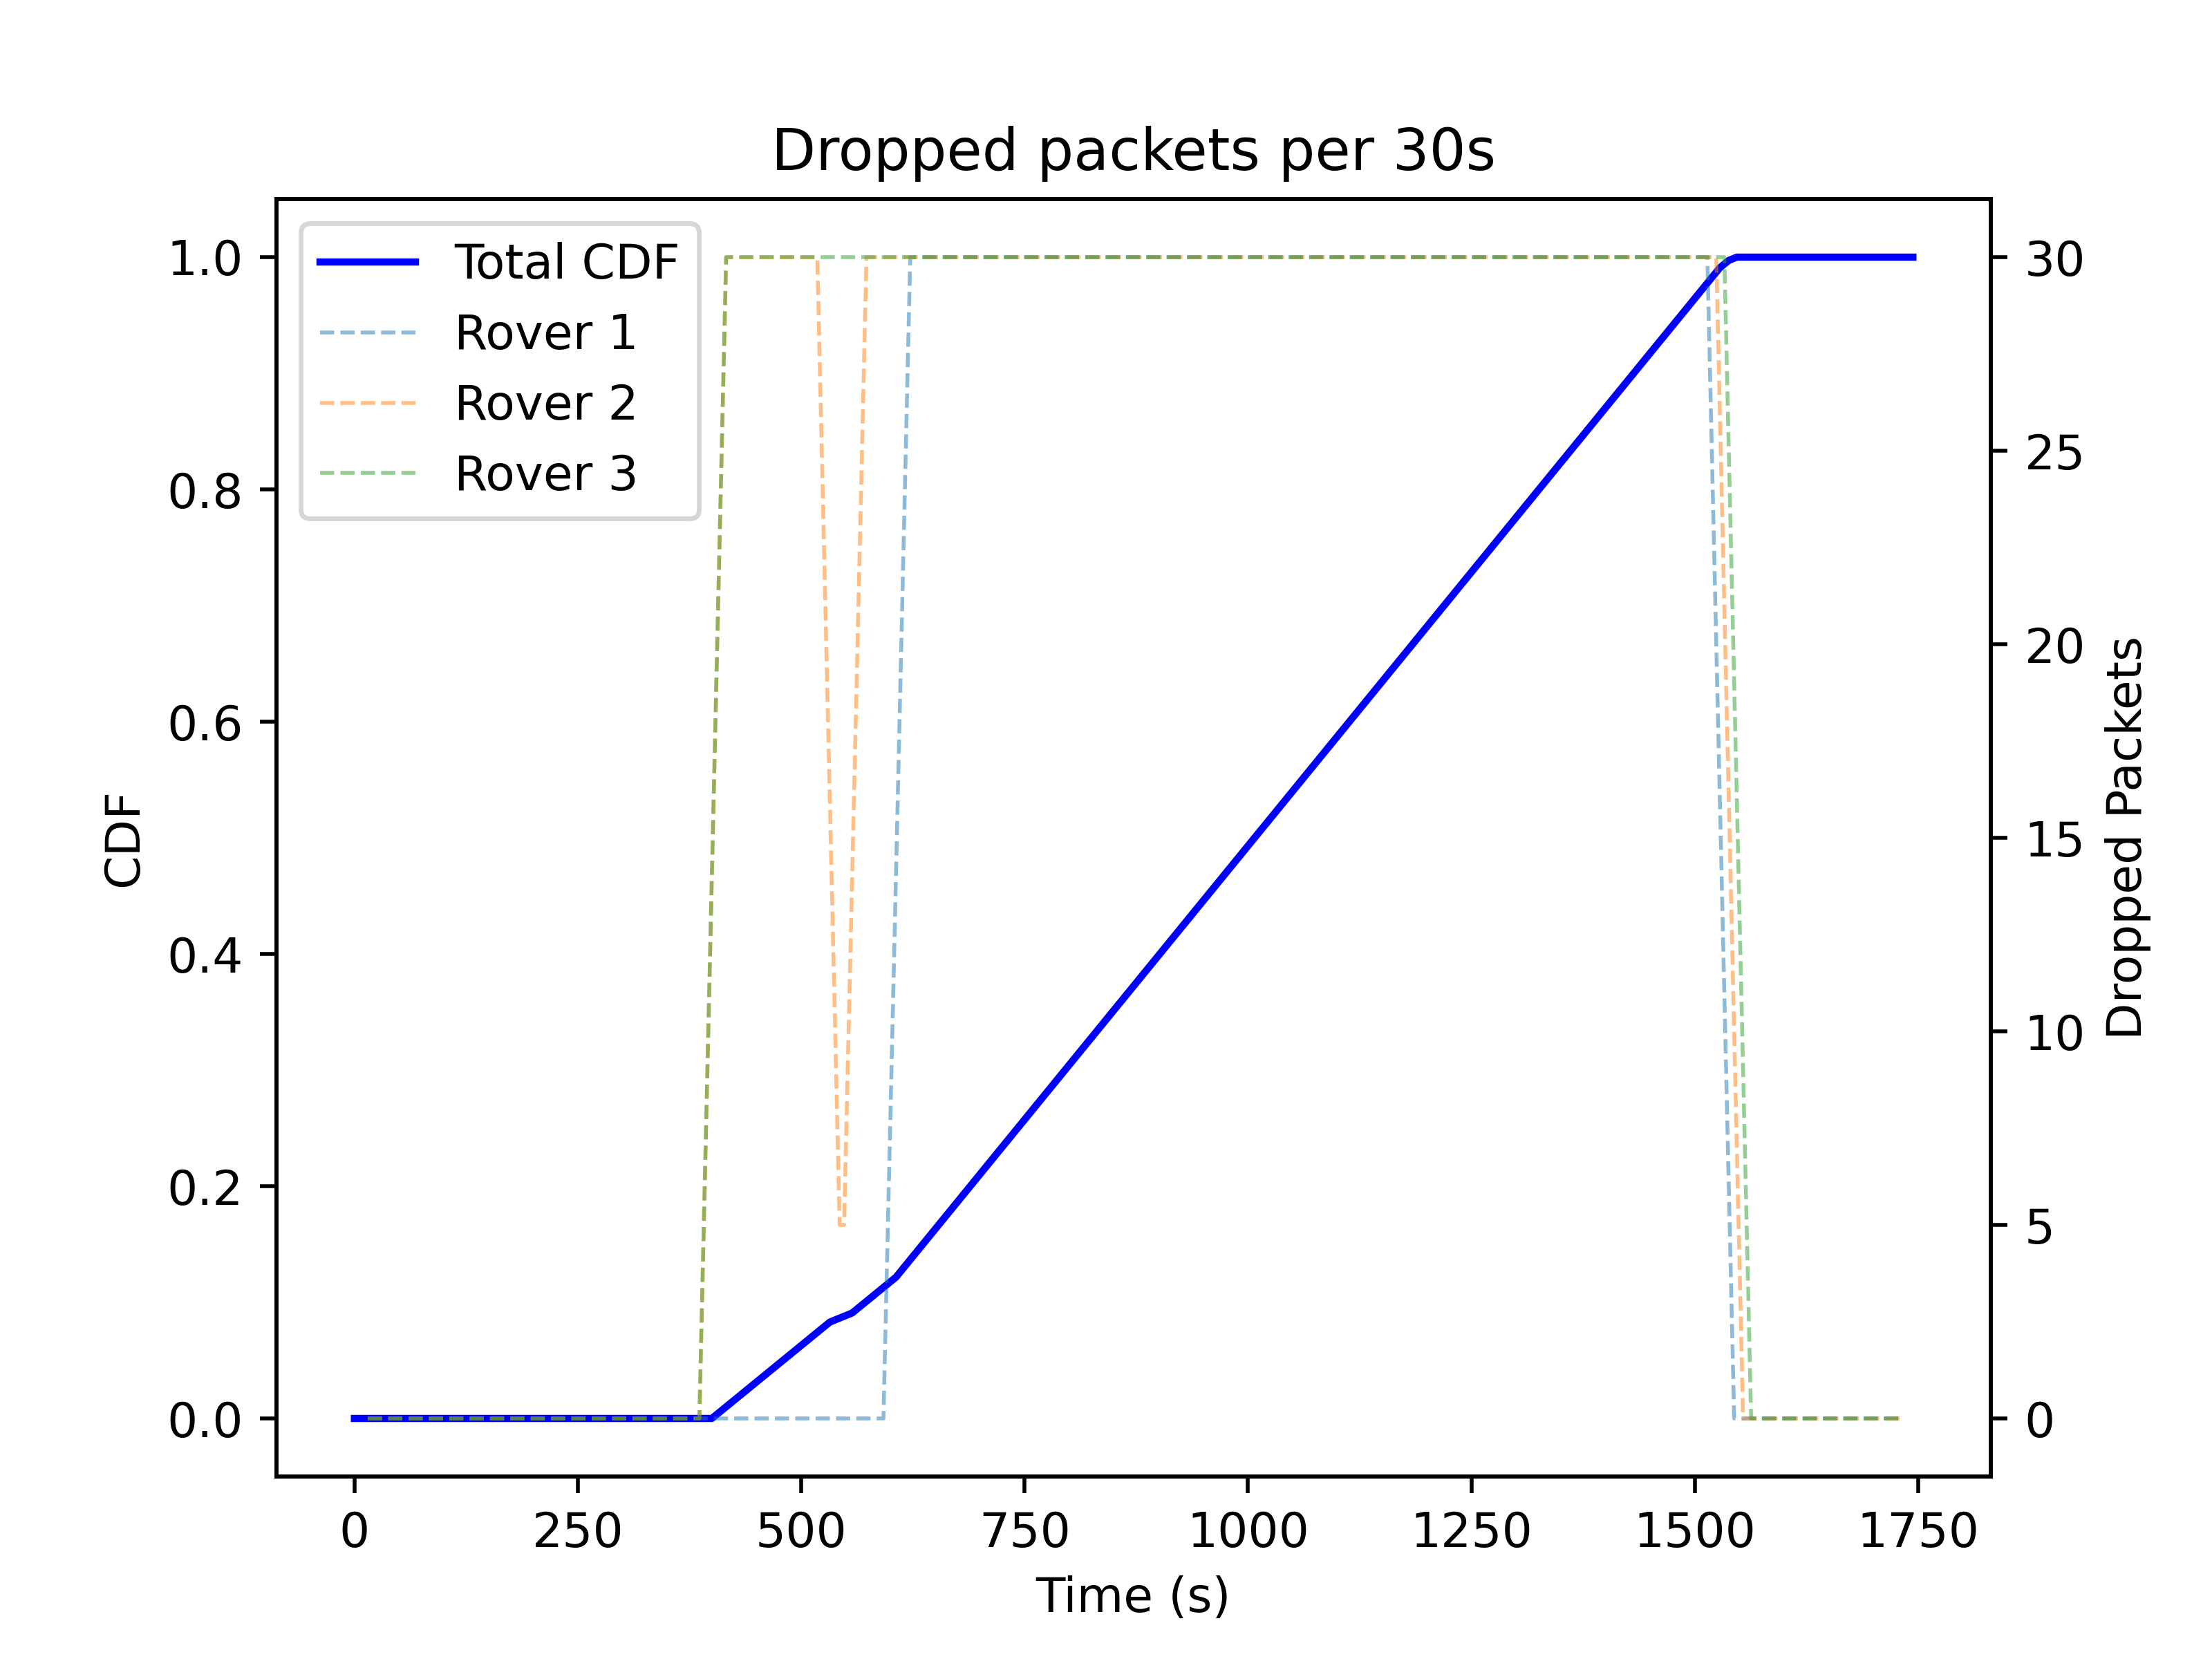 Dropped packets per 30s
Total CDF
Rover 1
Rover 2
Rover 3
1.0
0.8
0.6
0.4
0.2
0.0
CDF
30
25
20
15
10
5
0
Dropped Packets
0 250 500 750 1000 1250 1500 1750
Time (s)